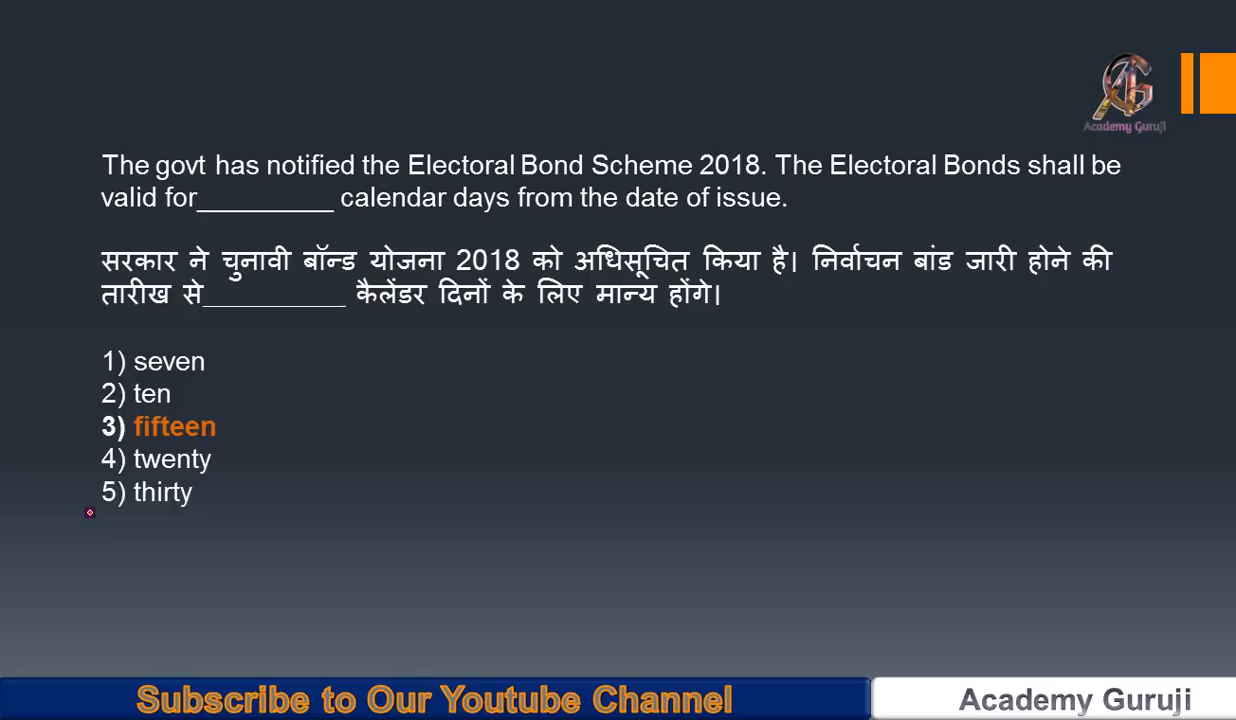 Academy Guruji
The govt has notified the Electoral Bond Scheme 2018. The Electoral Bonds shall be
valid for_________ calendar days from the date of issue.
सरकार ने चुनावी बॉन्ड योजना 2018 को अधिसूचित किया है। निर्वाचन बांड जारी होने की
तारीख से_________ कैलेंडर दिनों के लिए मान्य होंगे।
1) seven
2) ten
3) fifteen
4) twenty
5) thirty
Subscribe to Our Youtube Channel
Academy Guruji